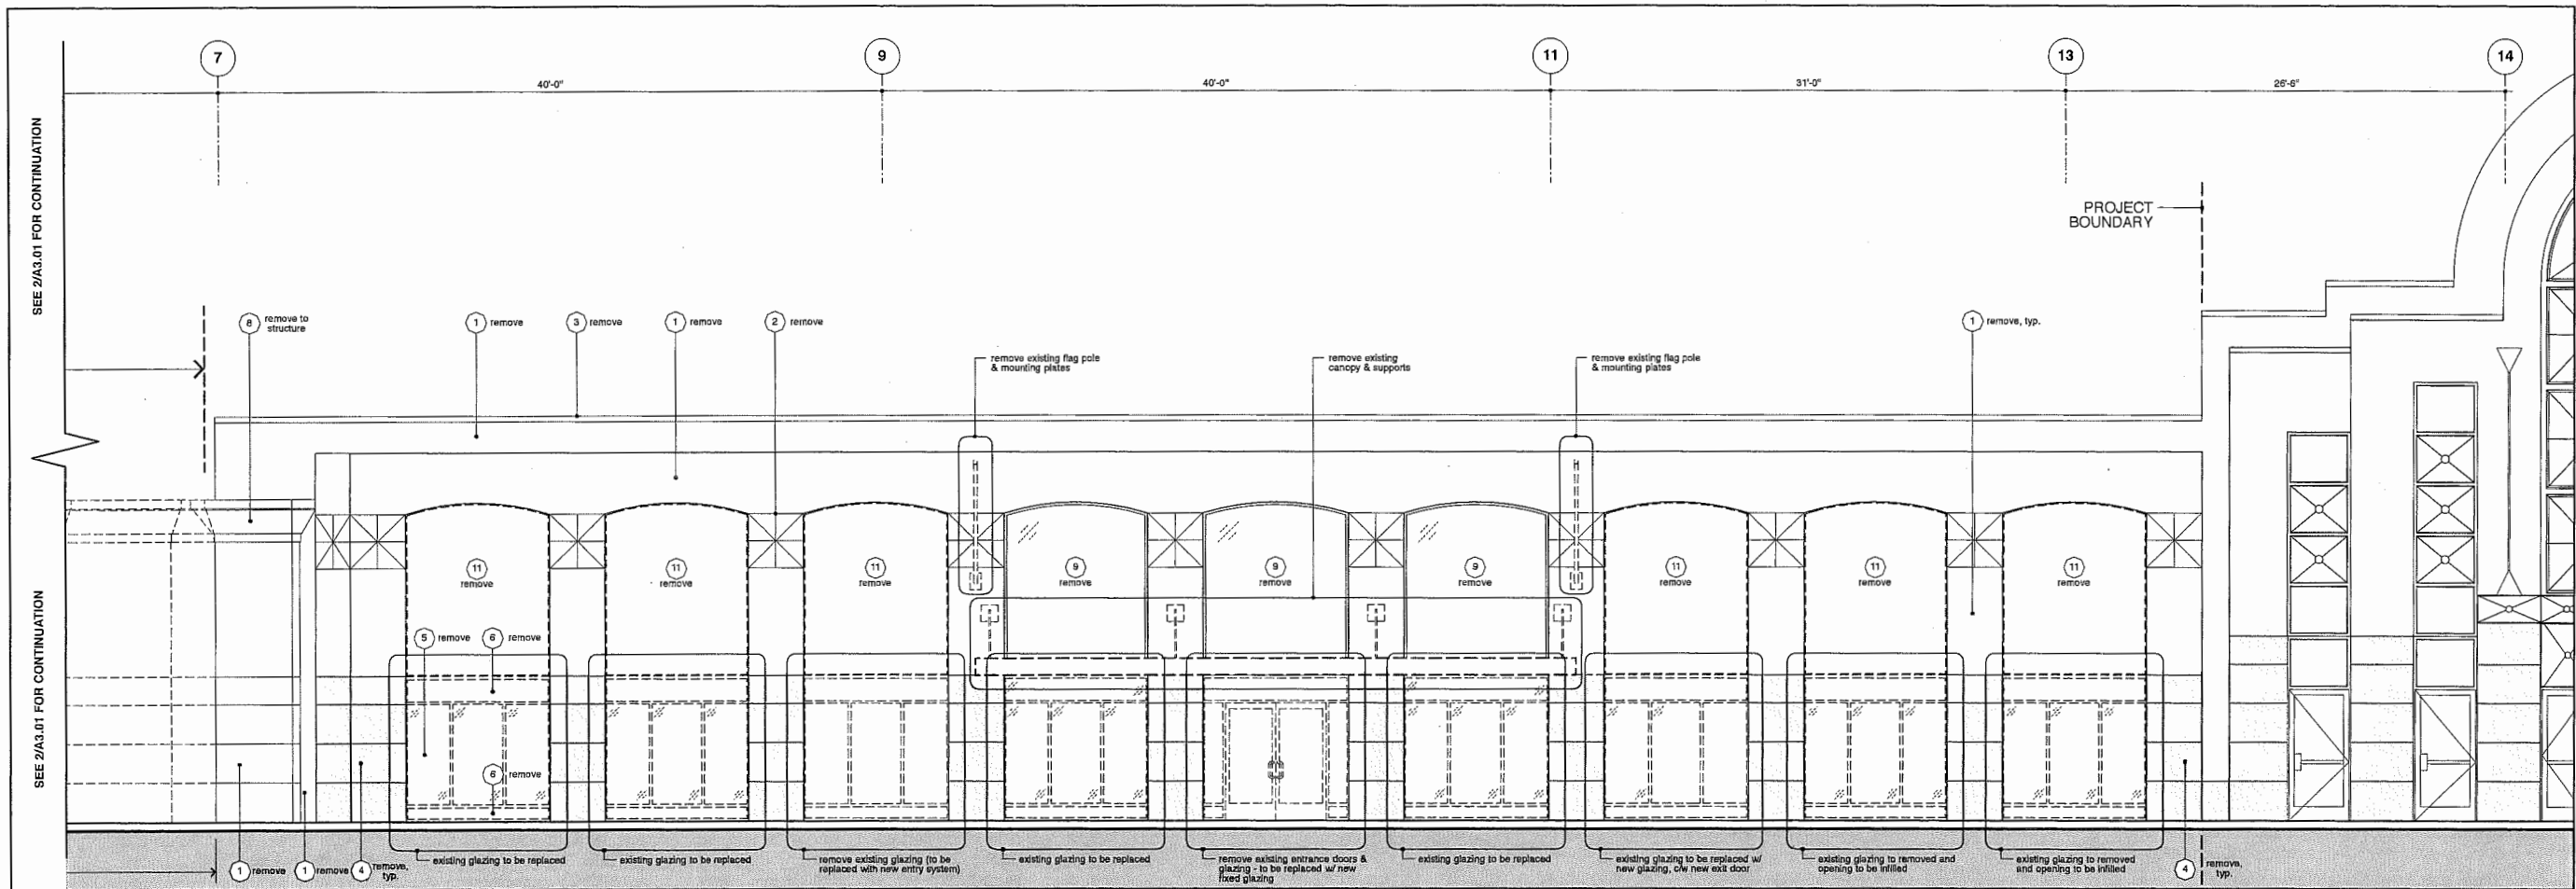 7
9
11
13
14
40'-0"
40'-0"
31'-0"
26'-6"
SEE 2/A3.01 FOR CONTINUATION
PROJECT
BOUNDARY
8 remove to
structure
1 remove
3 remove
1 remove
2 remove
1 remove, typ.
remove existing flag pole
& mounting plates
remove existing
canopy & supports
remove existing flag pole
& mounting plates
11
remove
11
remove
11
remove
9
remove
9
remove
9
remove
11
remove
11
remove
11
remove
5 remove
6 remove
6 remove
SEE 2/A3.01 FOR CONTINUATION
1 remove
1 remove
4 remove,
typ.
existing glazing to be replaced
existing glazing to be replaced
remove existing glazing (to be
replaced with new entry system)
existing glazing to be replaced
remove existing entrance doors &
glazing - to be replaced w/ new
fixed glazing
existing glazing to be replaced
existing glazing to be replaced w/
new glazing, c/w new exit door
existing glazing to removed and
opening to be infilled
existing glazing to removed
and opening to be infilled
4 remove,
typ.